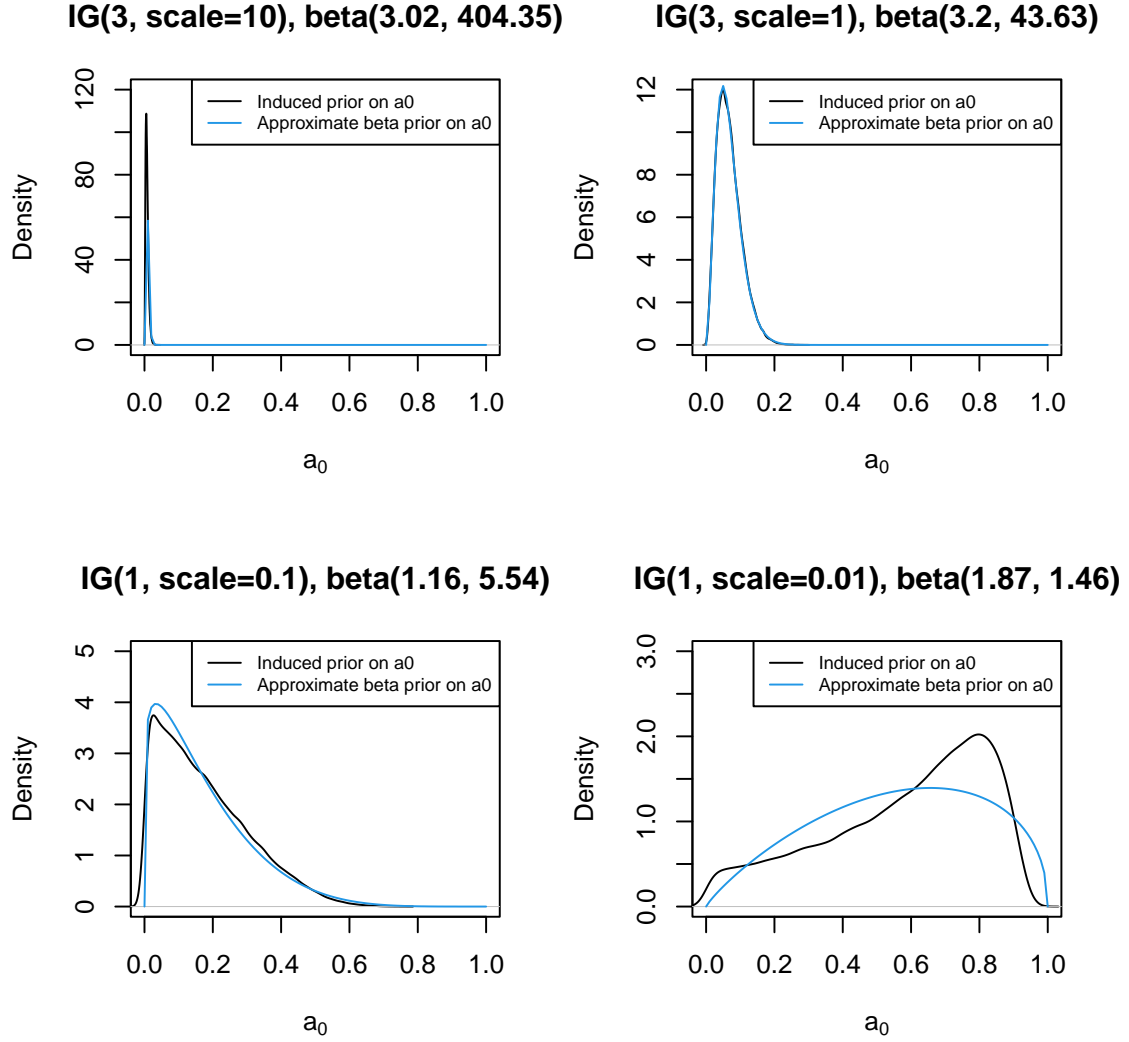 IG(3, scale=10), beta(3.02, 404.35)
Induced prior on a0
Approximate beta prior on a0
Density
0 40 80 120
0.0 0.2 0.4 0.6 0.8 1.0
a0
IG(3, scale=1), beta(3.2, 43.63)
Induced prior on a0
Approximate beta prior on a0
Density
0 2 4 6 8 12
0.0 0.2 0.4 0.6 0.8 1.0
a0
IG(1, scale=0.1), beta(1.16, 5.54)
Induced prior on a0
Approximate beta prior on a0
Density
0 1 2 3 4 5
0.0 0.2 0.4 0.6 0.8 1.0
a0
IG(1, scale=0.01), beta(1.87, 1.46)
Induced prior on a0
Approximate beta prior on a0
Density
0.0 1.0 2.0 3.0
0.0 0.2 0.4 0.6 0.8 1.0
a0